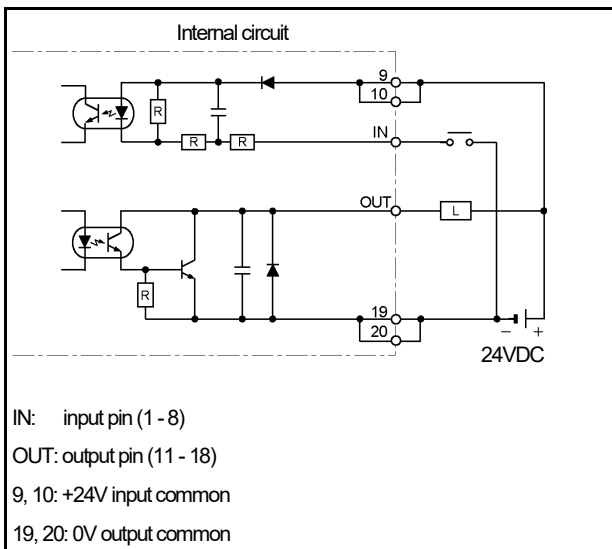 Internal circuit
9
10
R
R
R
IN
OUT
L
R
19
20
− +
24VDC
IN: input pin (1 - 8)
OUT: output pin (11 - 18)
9, 10: +24V input common
19, 20: 0V output common